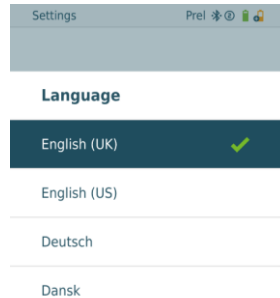 Settings Prel
Language
English (UK)
English (US)
Deutsch
Dansk